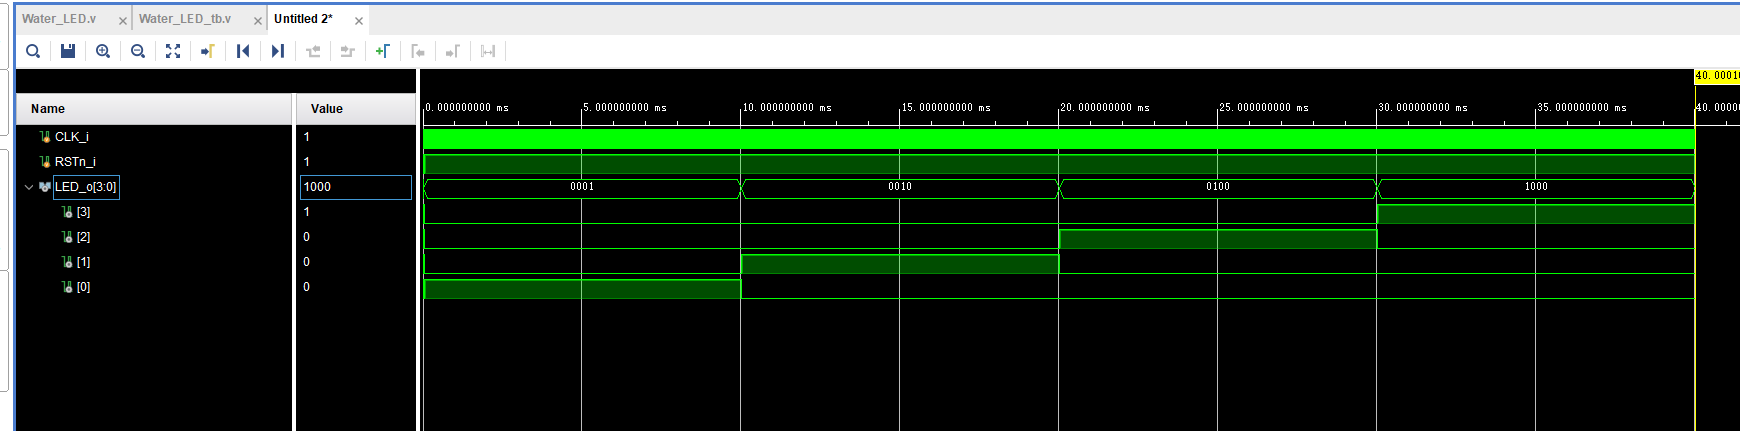 Water_LED.v Water_LED_tb.v Untitled 2*
40.00010
Name Value
0.000000000 ms 5.000000000 ms 10.000000000 ms 15.000000000 ms 20.000000000 ms 25.000000000 ms 30.000000000 ms 35.000000000 ms 40.00000
CLK_i 1
RSTn_i 1
LED_o[3:0] 1000 0001 0010 0100 1000
[3] 1
[2] 0
[1] 0
[0] 0